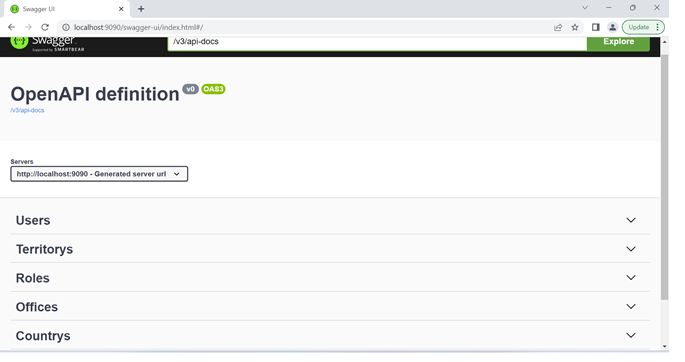 Swagger UI
localhost:9090/swagger-ui/index.html#/
Update
Swagger
Supported by SMARTBEAR
/v3/api-docs
Explore
OpenAPI definition v0 OAS3
/v3/api-docs
Servers
http://localhost:9090 - Generated server url
Users
Territorys
Roles
Offices
Countrys